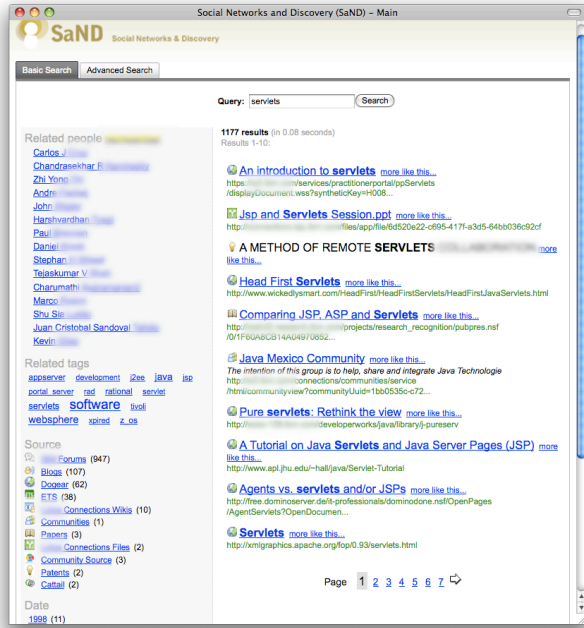 Social Networks and Discovery (SaND) – Main
SaND Social Networks & Discovery
Basic Search Advanced Search
Query: servlets Search
Related people
Carlos J
Chandrasekhar R
Zhi Yong
Andre
John
Harshvardhan
Paul
Daniel
Stephan
Tejaskumar V
Charumathi
Marco
Shu Sia
Juan Cristobal Sandoval
Kevin
Related tags
appserver development j2ee java jsp
portal_server rad rational servlet
servlets software tivoli
websphere xpired z_os
Source
Forums (947)
Blogs (107)
Dogear (62)
ETS (38)
Connections Wikis (10)
Communities (1)
Papers (3)
Connections Files (2)
Community Source (3)
Patents (2)
Cattail (2)
Date
1998 (11)
1177 results (in 0.08 seconds)
Results 1-10:
An introduction to servlets more like this...
https: /services/practitionerportal/ppServlets
/displayDocument.wss?syntheticKey=H008...
Jsp and Servlets Session.ppt more like this...
http:/ /files/app/file/6d520e22-c695-417f-a3d5-64bb036c92cf
A METHOD OF REMOTE SERVLETS COLLABORATION more
like this...
Head First Servlets more like this...
http://www.wickedlysmart.com/HeadFirst/HeadFirstServlets/HeadFirstJavaServlets.html
Comparing JSP, ASP and Servlets more like this...
http:/ /projects/research_recognition/pubpres.nsf
/0/1F60A8CB14A04970852...
Java Mexico Community more like this...
The intention of this group is to help, share and integrate Java Technologie
http: connections/communities/service
/html/communityview?communityUuid=1bb0535c-c72...
Pure servlets: Rethink the view more like this...
http:/ developerworks/java/library/j-pureserv
A Tutorial on Java Servlets and Java Server Pages (JSP) more
like this...
http://www.apl.jhu.edu/~hall/java/Servlet-Tutorial
Agents vs. servlets and/or JSPs more like this...
http://free.dominoserver.de/it-professionals/dominodone.nsf/OpenPages
/AgentServlets?OpenDocumen...
Servlets more like this...
http://xmlgraphics.apache.org/fop/0.93/servlets.html
Page 1 2 3 4 5 6 7